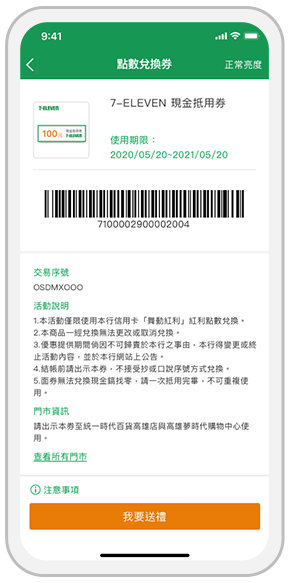 9:41
點數兌換券
正常亮度
7-ELEVEN
100元 現金抵用券
7-ELEVEN
7-ELEVEN 現金抵用券
使用期限：
2020/05/20~2021/05/20
7100002900002004
交易序號
OSDMXOOO
活動說明
1.本活動僅限使用本行信用卡「舞動紅利」紅利點數兌換。
2.本商品一經兌換無法更改或取消兌換。
3.優惠提供期間倘因不可歸責於本行之事由，本行得變更或終
止活動內容，並於本行網站上公告。
4.結帳前請出示本券，不接受抄或口說序號方式兌換。
5.面券無法兌換現金鎬找零，請一次抵用完畢，不可重複使
用。
門市資訊
請出示本券至統一時代百貨高雄店與高雄夢時代購物中心使
用。
查看所有門市
注意事項
我要送禮